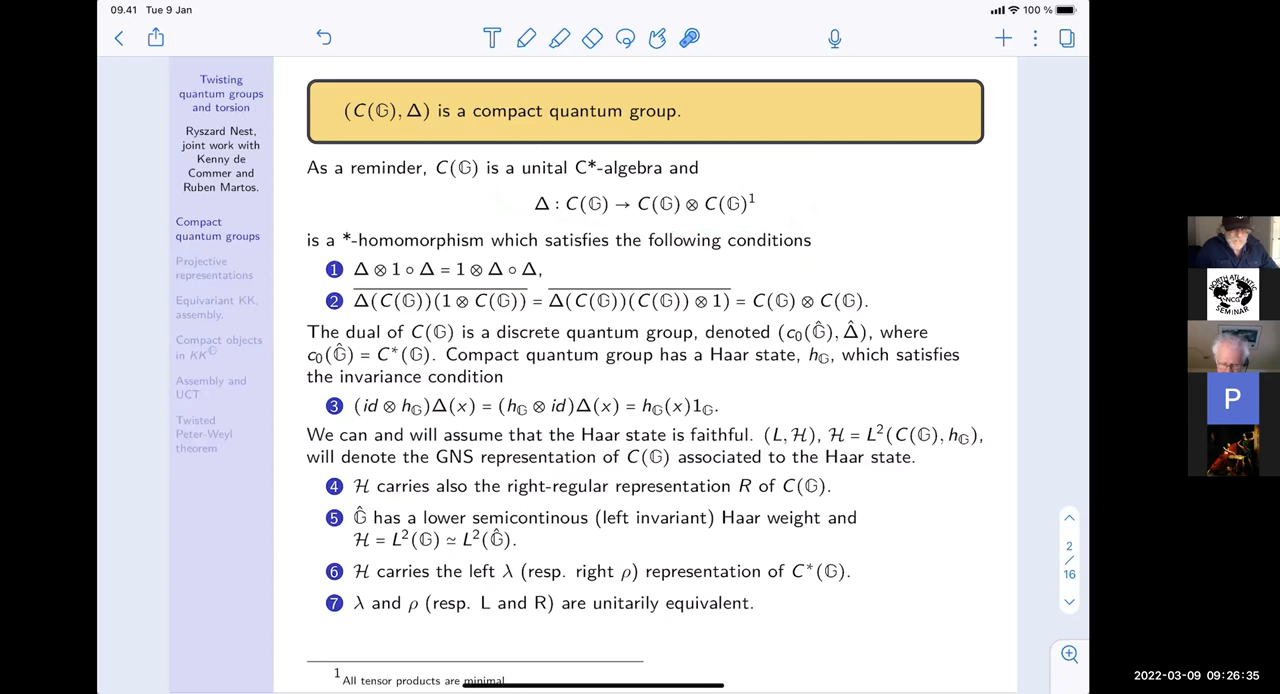 09.41 Tue 9 Jan
100 %
Twisting
quantum groups
and torsion
Ryszard Nest,
joint work with
Kenny de
Commer and
Ruben Martos.
Compact
quantum groups
Projective
representations
Equivariant KK,
assembly.
Compact objects
in KK^Ĝ
Assembly and
UCT
Twisted
Peter-Weyl
theorem
(C(𝔾), Δ) is a compact quantum group.
As a reminder, C(𝔾) is a unital C*-algebra and
Δ : C(𝔾) → C(𝔾) ⊗ C(𝔾)¹
is a *-homomorphism which satisfies the following conditions
1 Δ ⊗ 1 ∘ Δ = 1 ⊗ Δ ∘ Δ,
2 \overline{Δ(C(𝔾))(1 ⊗ C(𝔾))} = \overline{Δ(C(𝔾))(C(𝔾)) ⊗ 1)} = C(𝔾) ⊗ C(𝔾).
The dual of C(𝔾) is a discrete quantum group, denoted (c₀(𝔾̂), Δ̂), where
c₀(𝔾̂) = C*(𝔾). Compact quantum group has a Haar state, h_𝔾, which satisfies
the invariance condition
3 (id ⊗ h_𝔾)Δ(x) = (h_𝔾 ⊗ id)Δ(x) = h_𝔾(x)1_𝔾.
We can and will assume that the Haar state is faithful. (L, ℋ), ℋ = L²(C(𝔾), h_𝔾),
will denote the GNS representation of C(𝔾) associated to the Haar state.
4 ℋ carries also the right-regular representation R of C(𝔾).
5 𝔾̂ has a lower semicontinous (left invariant) Haar weight and
ℋ = L²(𝔾) ≃ L²(𝔾̂).
6 ℋ carries the left λ (resp. right ρ) representation of C*(𝔾).
7 λ and ρ (resp. L and R) are unitarily equivalent.
¹All tensor products are minimal
2
/
16
NORTH ATLANTIC
NCG
SEMINAR
P
2022-03-09 09:26:35